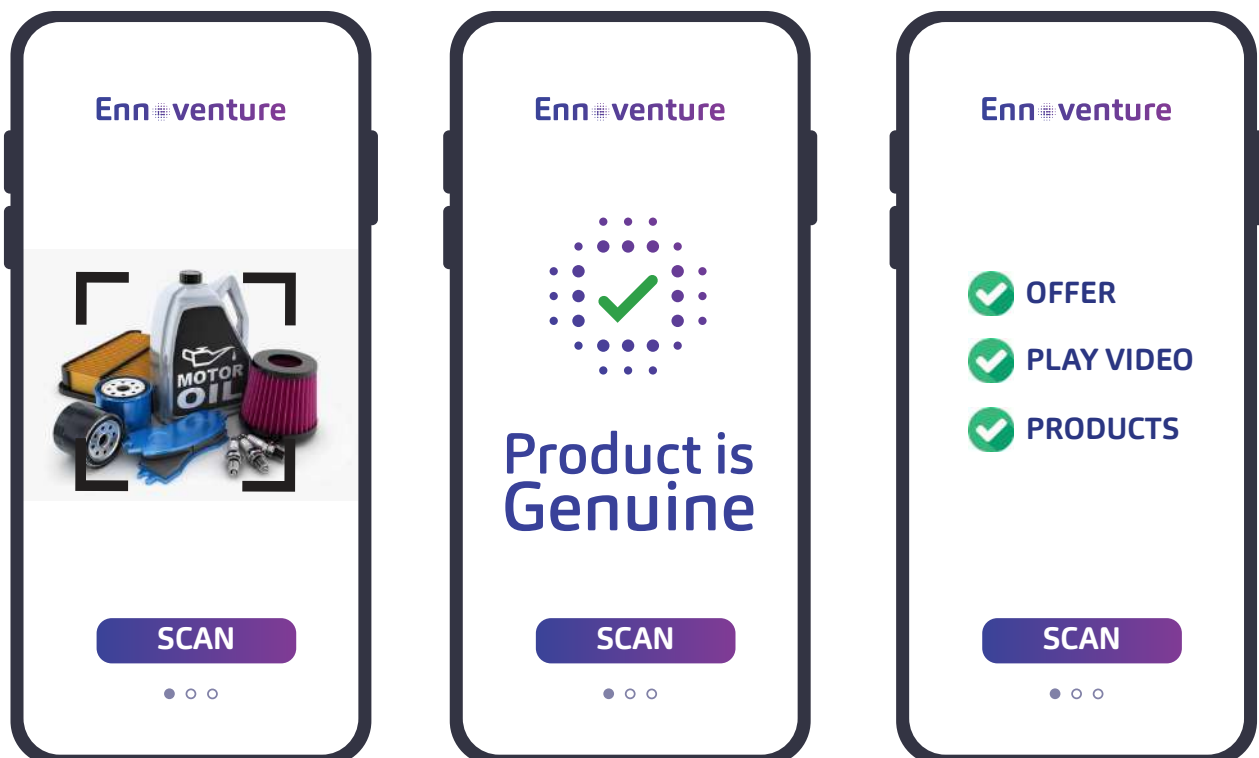 Ennoventure
MOTOR
OIL
SCAN
Ennoventure
Product is
Genuine
SCAN
Ennoventure
OFFER
PLAY VIDEO
PRODUCTS
SCAN